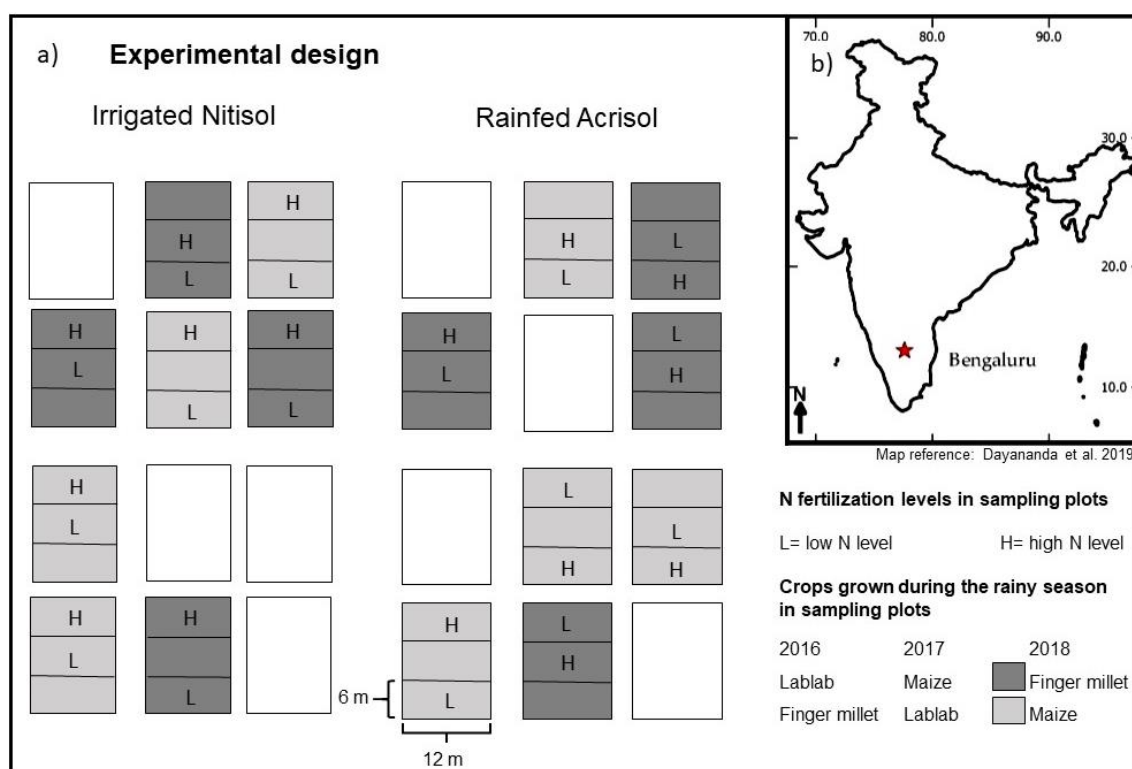 a) Experimental design
Irrigated Nitisol
Rainfed Acrisol
H
H
L
L
H
H
H
L
L
L
H
L
H
L
H
L
H
L
L
H
H
L
L
H
H
L
L
L
H
H
H
L
L
H
L
6 m
12 m
b)
70.0
80.0
90.0
30.0
20.0
10.0
Bengaluru
N
Map reference: Dayananda et al. 2019
N fertilization levels in sampling plots
L= low N level H= high N level
Crops grown during the rainy season
in sampling plots
2016 2017 2018
Lablab Maize Finger millet
Finger millet Lablab Maize